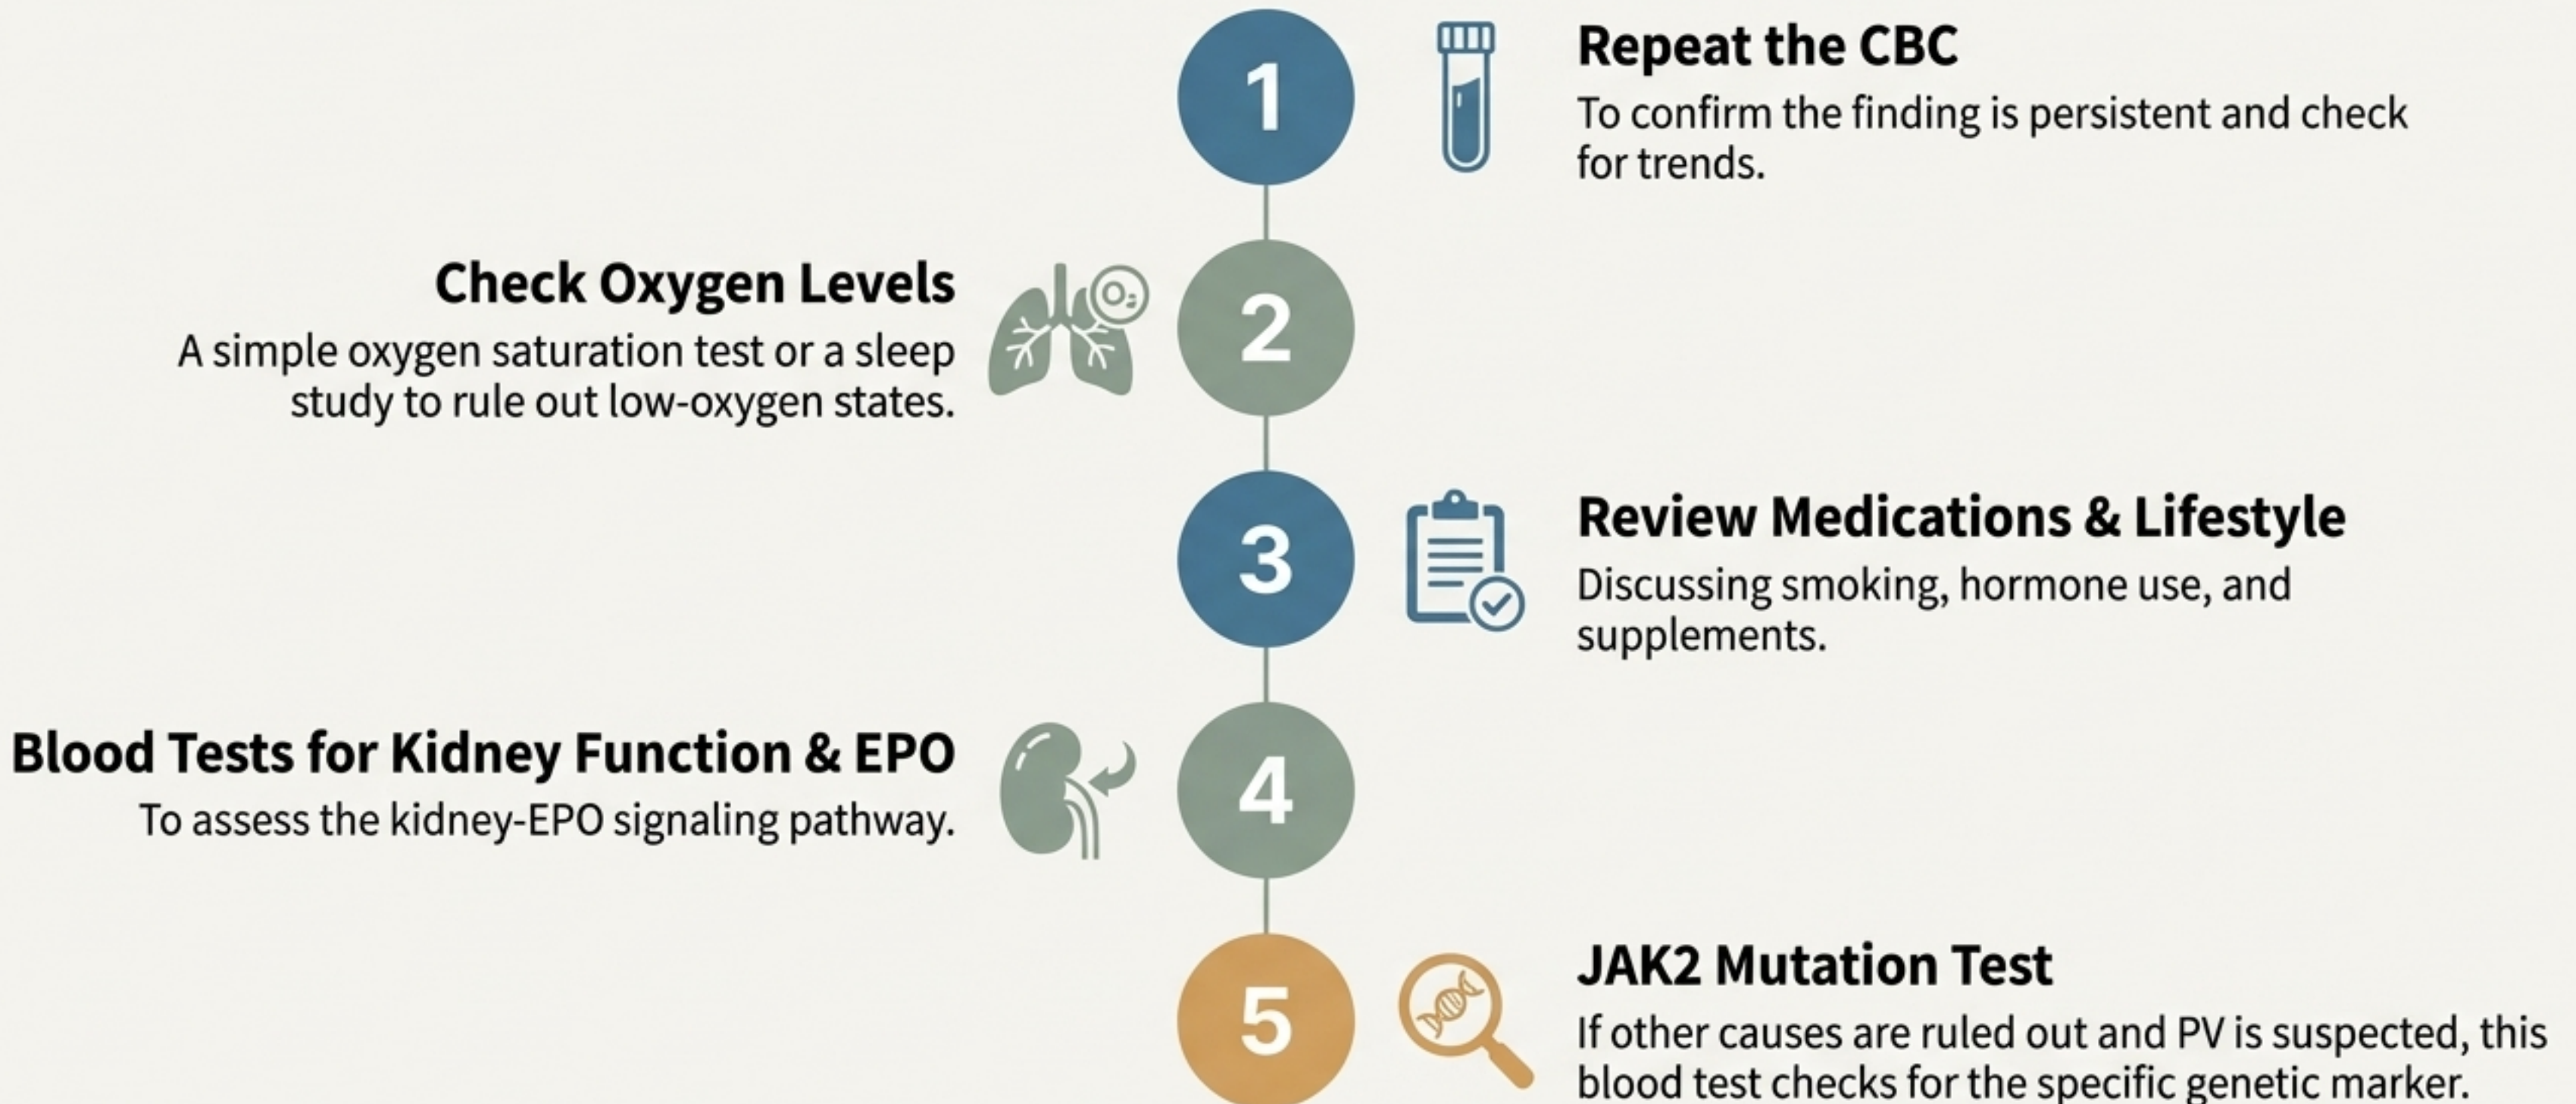 1
Repeat the CBC
To confirm the finding is persistent and check
for trends.
Check Oxygen Levels
A simple oxygen saturation test or a sleep
study to rule out low-oxygen states.
O₂
2
3
Review Medications & Lifestyle
Discussing smoking, hormone use, and
supplements.
Blood Tests for Kidney Function & EPO
To assess the kidney-EPO signaling pathway.
4
5
JAK2 Mutation Test
If other causes are ruled out and PV is suspected, this
blood test checks for the specific genetic marker.